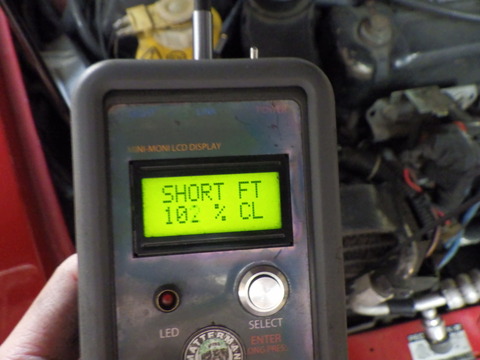 MINI-MONI LCD DISPLAY
SHORT FT
102 % CL
LED
SELECT
ENTER